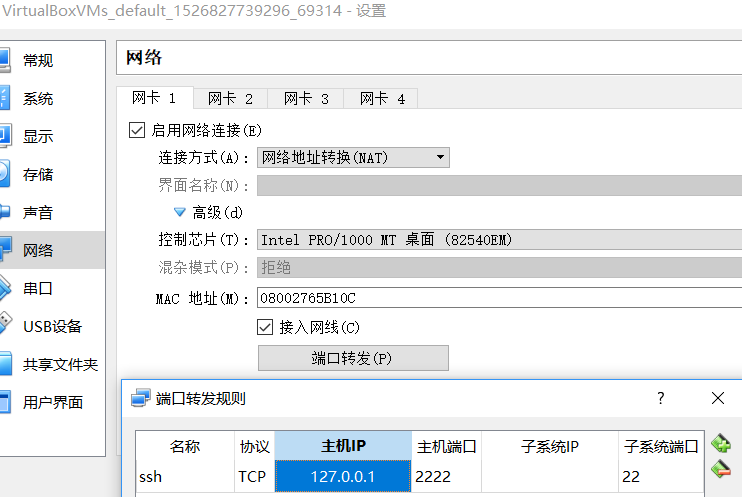 VirtualBoxVMs_default_1526827739296_69314 - 设置
常规
系统
显示
存储
声音
网络
串口
USB设备
共享文件夹
用户界面
网络
网卡 1 网卡 2 网卡 3 网卡 4
启用网络连接(E)
连接方式(A): 网络地址转换(NAT)
界面名称(N):
高级(d)
控制芯片(T): Intel PRO/1000 MT 桌面 (82540EM)
混杂模式(P): 拒绝
MAC 地址(M): 08002765B10C
接入网线(C)
端口转发(P)
端口转发规则 ?
名称 协议 主机IP 主机端口 子系统IP 子系统端口
ssh TCP 127.0.0.1 2222 22